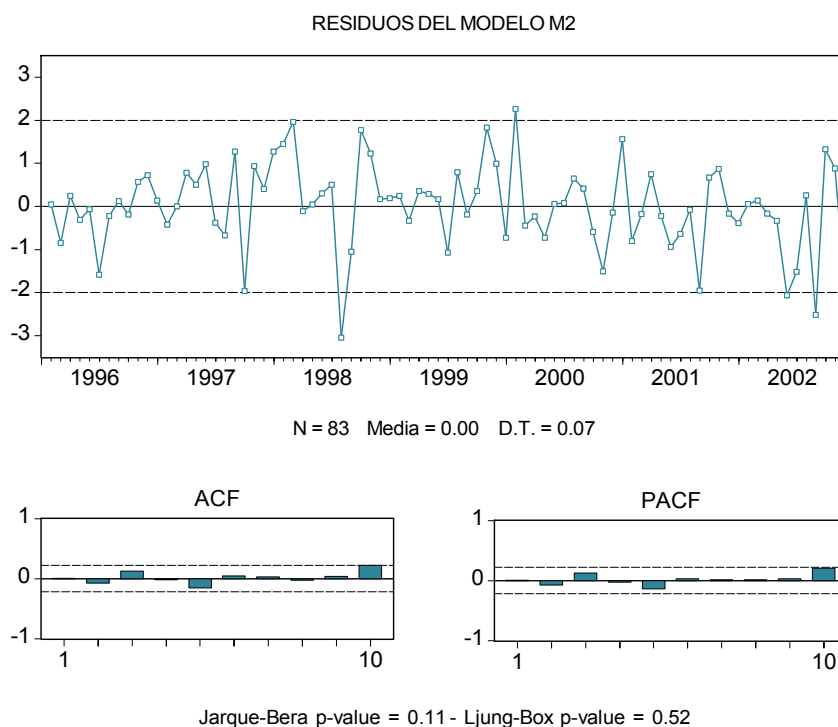 RESIDUOS DEL MODELO M2
3
2
1
0
-1
-2
-3
1996 1997 1998 1999 2000 2001 2002
N = 83 Media = 0.00 D.T. = 0.07
ACF
1
0
-1
1 10
PACF
1
0
-1
1 10
Jarque-Bera p-value = 0.11 - Ljung-Box p-value = 0.52